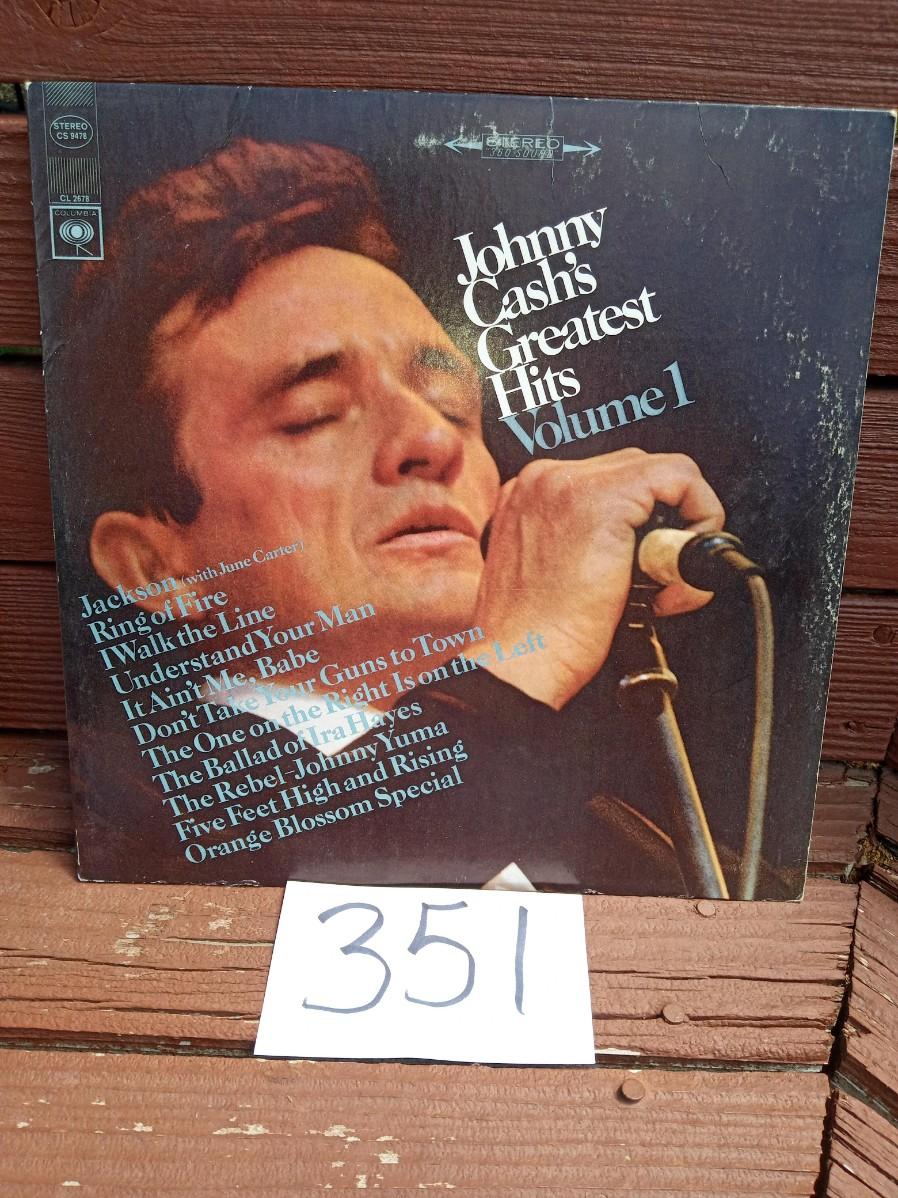 STEREO
CS 9478
CL 2678
COLUMBIA
STEREO
360 SOUND
Johnny
Cash's
Greatest
Hits
Volume 1
Jackson (with June Carter)
Ring of Fire
I Walk the Line
Understand Your Man
It Ain't Me, Babe
Don't Take Your Guns to Town
The One on the Right Is on the Left
The Ballad of Ira Hayes
The Rebel-Johnny Yuma
Five Feet High and Rising
Orange Blossom Special
351